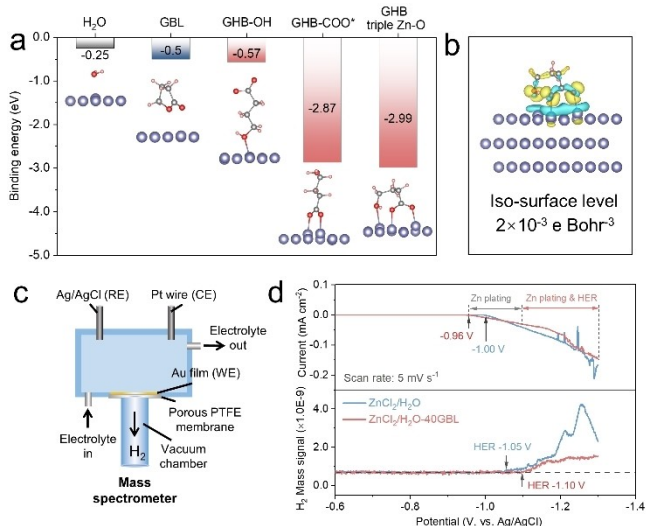 a
H₂O
GBL
GHB-OH
GHB-COO*
GHB
triple Zn-O
0.0
-1.0
-2.0
-3.0
-4.0
-5.0
Binding energy (eV)
-0.25
-0.5
-0.57
-2.87
-2.99
b
Iso-surface level
2×10⁻³ e Bohr⁻³
c
Ag/AgCl (RE)
Pt wire (CE)
Electrolyte
out
Au film (WE)
Porous PTFE
membrane
Electrolyte
in
H₂
Vacuum
chamber
Mass
spectrometer
d
Zn plating
Zn plating & HER
0.1
0.0
-0.1
-0.2
Current (mA cm⁻²)
-0.96 V
-1.00 V
Scan rate: 5 mV s⁻¹
ZnCl₂/H₂O
ZnCl₂/H₂O-40GBL
4.0
2.0
0.0
H₂ Mass signal (×1.0E-9)
HER -1.05 V
HER -1.10 V
-0.6
-0.8
-1.0
-1.2
-1.4
Potential (V, vs. Ag/AgCl)